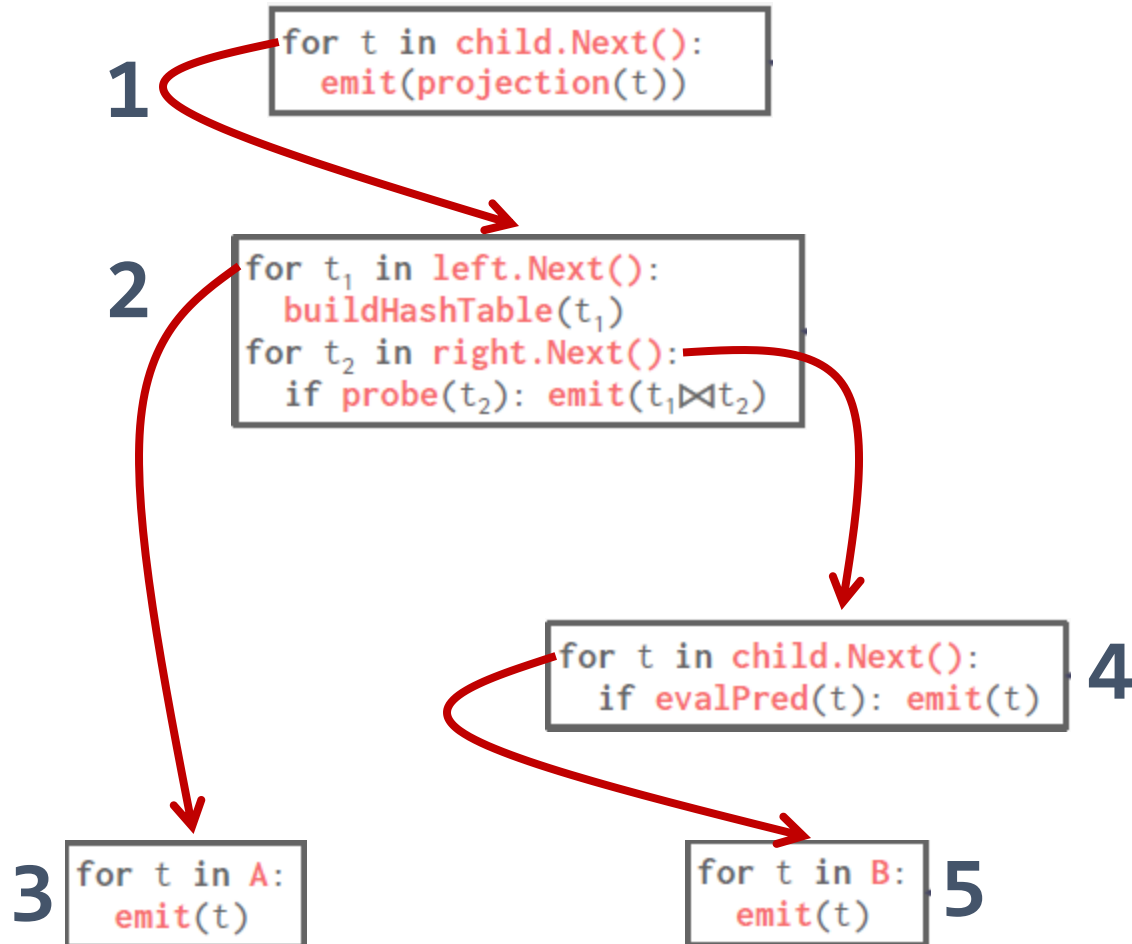 1
for t in child.Next():
emit(projection(t))
2
for t₁ in left.Next():
buildHashTable(t₁)
for t₂ in right.Next():
if probe(t₂): emit(t₁⋈t₂)
for t in child.Next():
if evalPred(t): emit(t)
4
3
for t in A:
emit(t)
for t in B:
emit(t)
5